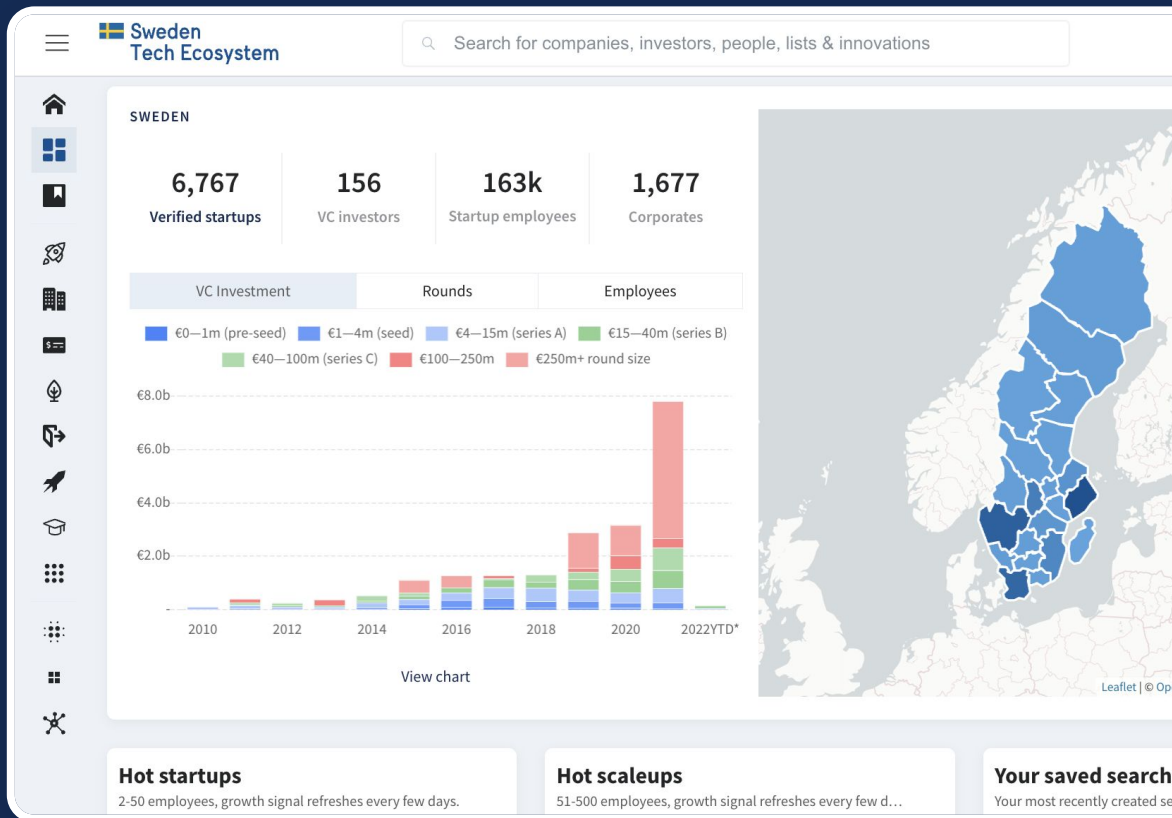 Sweden
Tech Ecosystem
Search for companies, investors, people, lists & innovations
SWEDEN
6,767
Verified startups
156
VC investors
163k
Startup employees
1,677
Corporates
VC Investment
Rounds
Employees
€0—1m (pre-seed)
€1—4m (seed)
€4—15m (series A)
€15—40m (series B)
€40—100m (series C)
€100—250m
€250m+ round size
€8.0b
€6.0b
€4.0b
€2.0b
-
2010
2012
2014
2016
2018
2020
2022YTD*
View chart
Leaflet | © Op
Hot startups
2-50 employees, growth signal refreshes every few days.
Hot scaleups
51-500 employees, growth signal refreshes every few d…
Your saved search
Your most recently created se